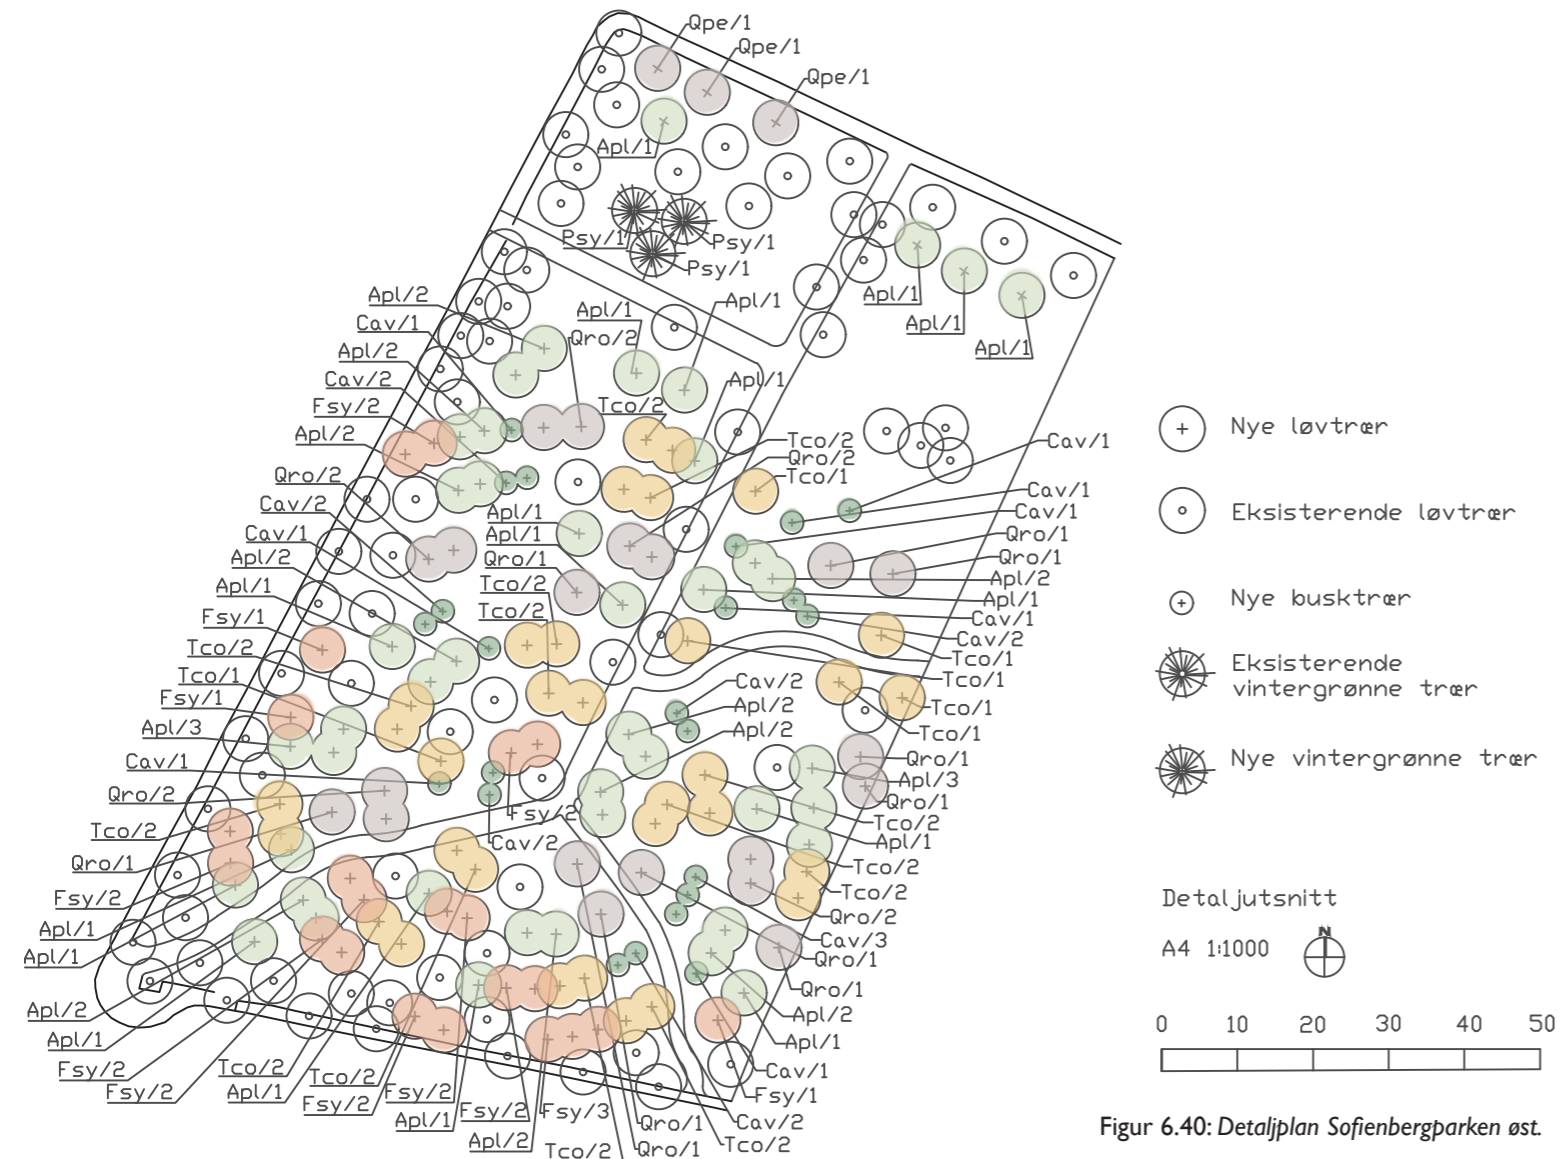 Qpe/1
Qpe/1
Qpe/1
Apl/1
Psy/1
Psy/1
Psy/1
Apl/1
Apl/1
Apl/1
Apl/2
Cav/1
Apl/2
Cav/2
Fsy/2
Apl/2
Qro/2
Cav/2
Cav/1
Apl/2
Apl/1
Fsy/1
Tco/2
Tco/1
Fsy/1
Apl/3
Cav/1
Qro/2
Tco/2
Qro/1
Fsy/2
Apl/1
Apl/1
Apl/2
Apl/1
Fsy/2
Fsy/2
Tco/2
Apl/1
Tco/2
Fsy/2
Fsy/2
Apl/1
Fsy/2
Apl/2
Fsy/3
Tco/2
Apl/1
Qro/2
Apl/1
Apl/1
Tco/2
Tco/2
Qro/2
Tco/1
Apl/1
Apl/1
Qro/1
Tco/2
Tco/2
Fsy/2
Cav/2
Cav/1
Cav/1
Cav/1
Qro/1
Qro/1
Apl/2
Apl/1
Cav/1
Cav/2
Tco/1
Tco/1
Tco/1
Tco/1
Cav/2
Apl/2
Apl/2
Qro/1
Apl/3
Qro/1
Tco/2
Apl/1
Tco/2
Tco/2
Qro/2
Cav/3
Qro/1
Qro/1
Apl/2
Apl/1
Cav/1
Fsy/1
Cav/2
Tco/2
Qro/1
Qro/1
Nye løvtrær
Eksisterende løvtrær
Nye busktrær
Eksisterende
vintergrønne trær
Nye vintergrønne trær
Detaljutsnitt
A4 1:1000
N
0 10 20 30 40 50
Figur 6.40: Detaljplan Sofienbergparken øst.